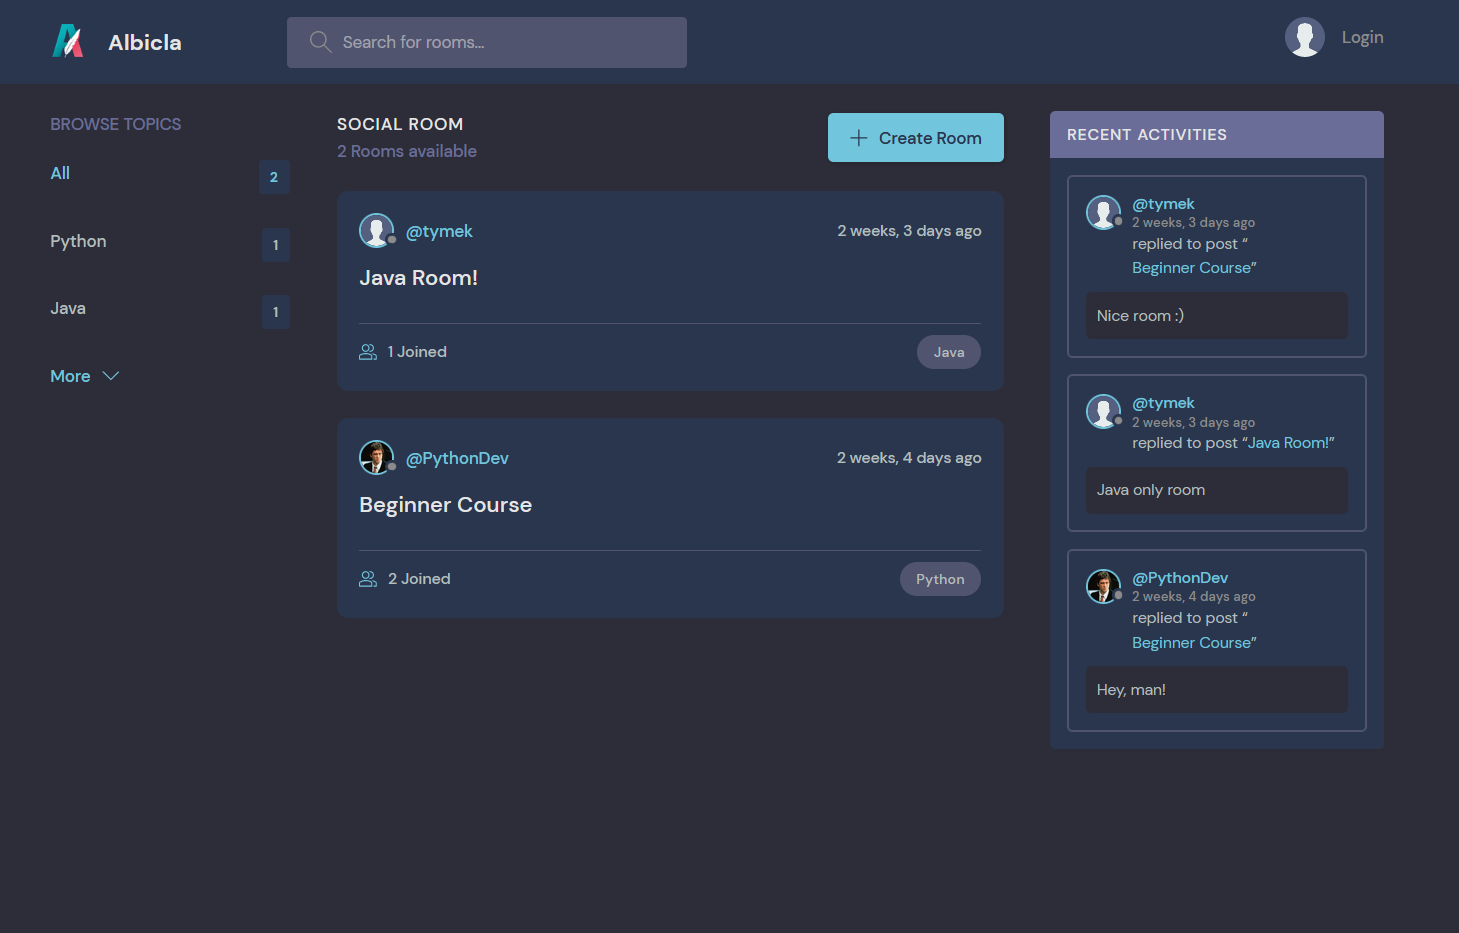 Albicla
Search for rooms...
Login
BROWSE TOPICS
All
2
Python
1
Java
1
More
SOCIAL ROOM
2 Rooms available
Create Room
@tymek
2 weeks, 3 days ago
Java Room!
1 Joined
Java
@PythonDev
2 weeks, 4 days ago
Beginner Course
2 Joined
Python
RECENT ACTIVITIES
@tymek
2 weeks, 3 days ago
replied to post “
Beginner Course”
Nice room :)
@tymek
2 weeks, 3 days ago
replied to post “Java Room!”
Java only room
@PythonDev
2 weeks, 4 days ago
replied to post “
Beginner Course”
Hey, man!